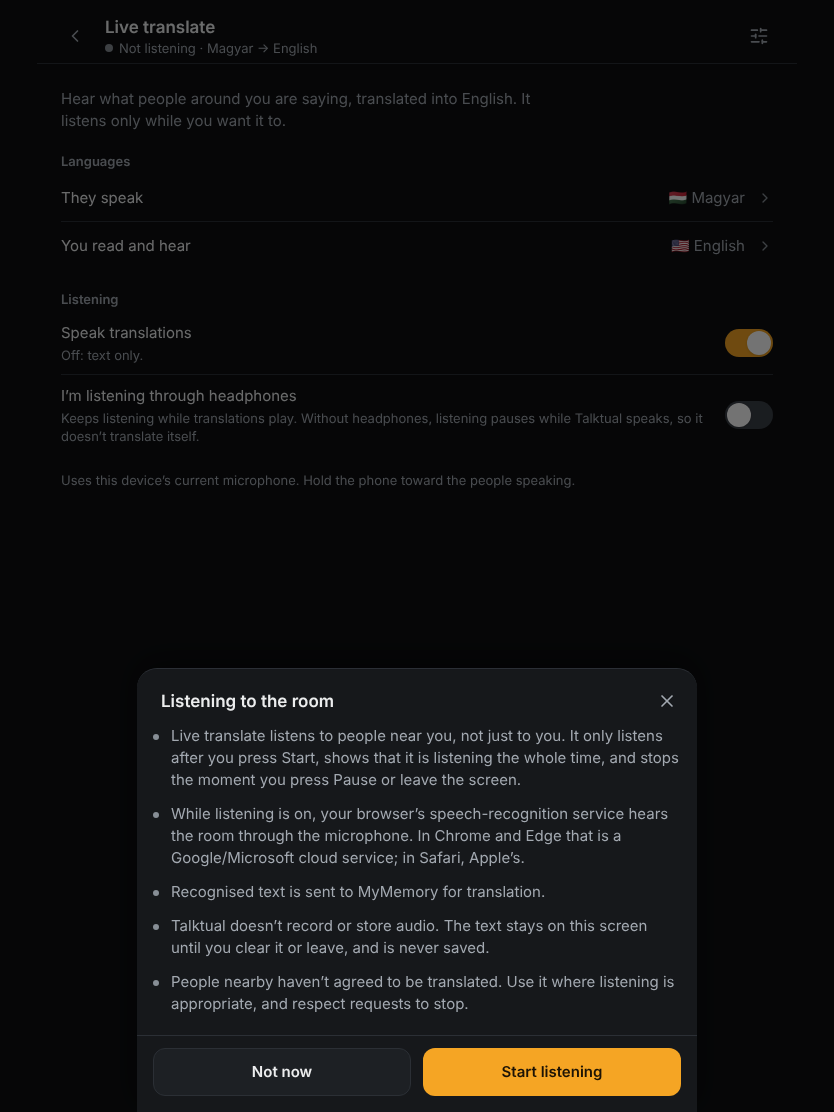 Live translate
Not listening · Magyar → English
Hear what people around you are saying, translated into English. It
listens only while you want it to.
Languages
They speak
Magyar
You read and hear
English
Listening
Speak translations
Off: text only.
I’m listening through headphones
Keeps listening while translations play. Without headphones, listening pauses while Talktual speaks, so it
doesn’t translate itself.
Uses this device’s current microphone. Hold the phone toward the people speaking.
Listening to the room
Live translate listens to people near you, not just to you. It only listens
after you press Start, shows that it is listening the whole time, and stops
the moment you press Pause or leave the screen.
While listening is on, your browser’s speech-recognition service hears
the room through the microphone. In Chrome and Edge that is a
Google/Microsoft cloud service; in Safari, Apple’s.
Recognised text is sent to MyMemory for translation.
Talktual doesn’t record or store audio. The text stays on this screen
until you clear it or leave, and is never saved.
People nearby haven’t agreed to be translated. Use it where listening is
appropriate, and respect requests to stop.
Not now
Start listening